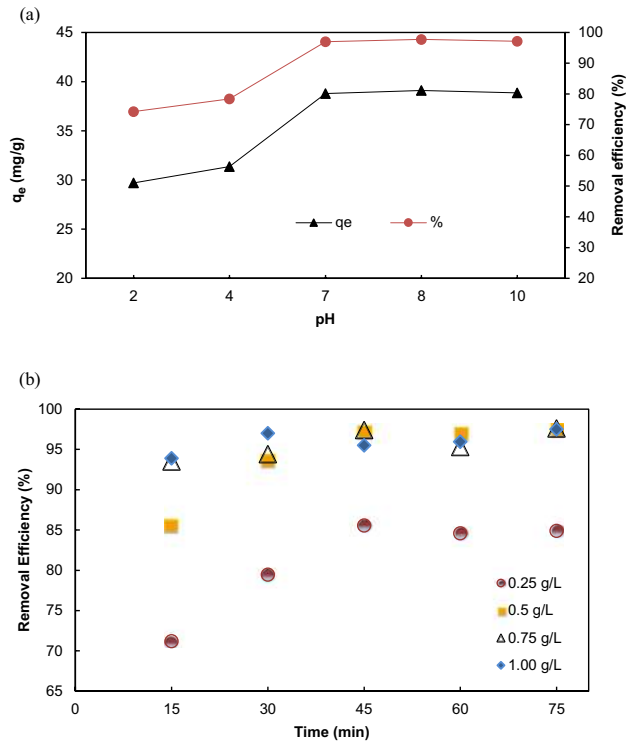 (a)
45
40
35
30
25
20
qe (mg/g)
100
90
80
70
60
50
40
30
20
Removal efficiency (%)
qe
%
2 4 7 8 10
pH
(b)
100
95
90
85
80
75
70
65
Removal Efficiency (%)
0.25 g/L
0.5 g/L
0.75 g/L
1.00 g/L
0 15 30 45 60 75
Time (min)